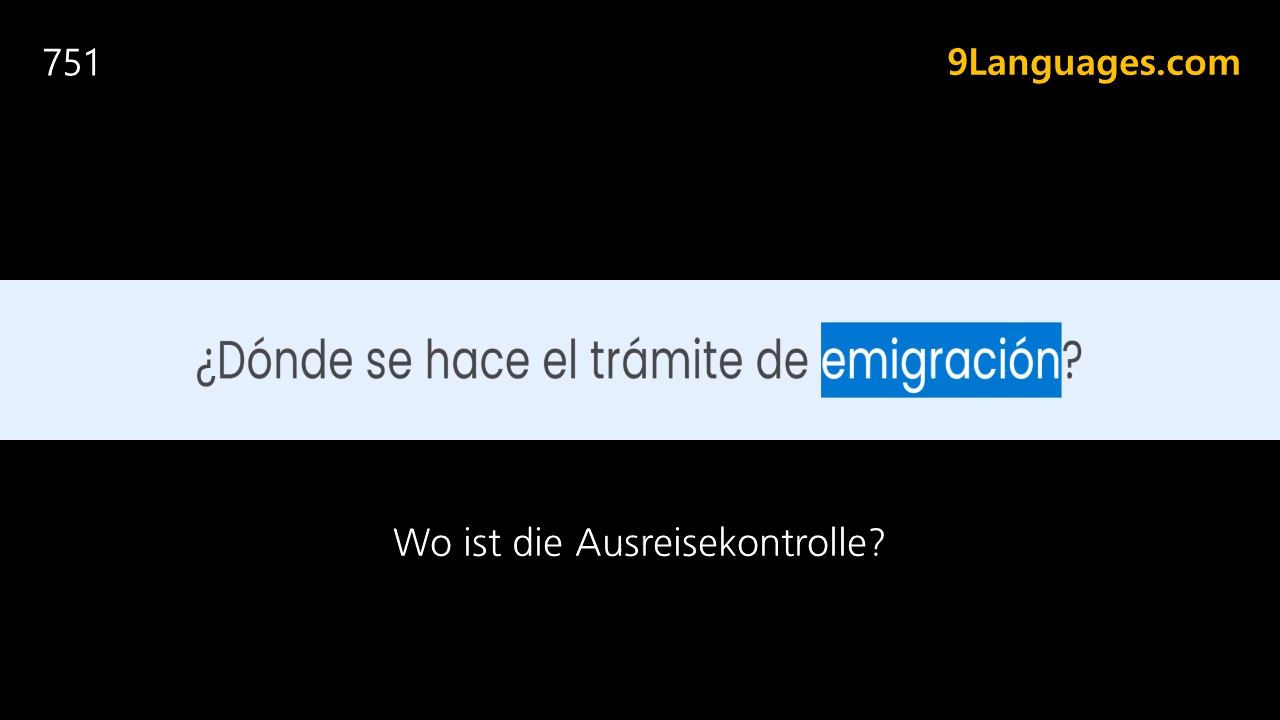 751
9Languages.com
¿Dónde se hace el trámite de emigración?
Wo ist die Ausreisekontrolle?